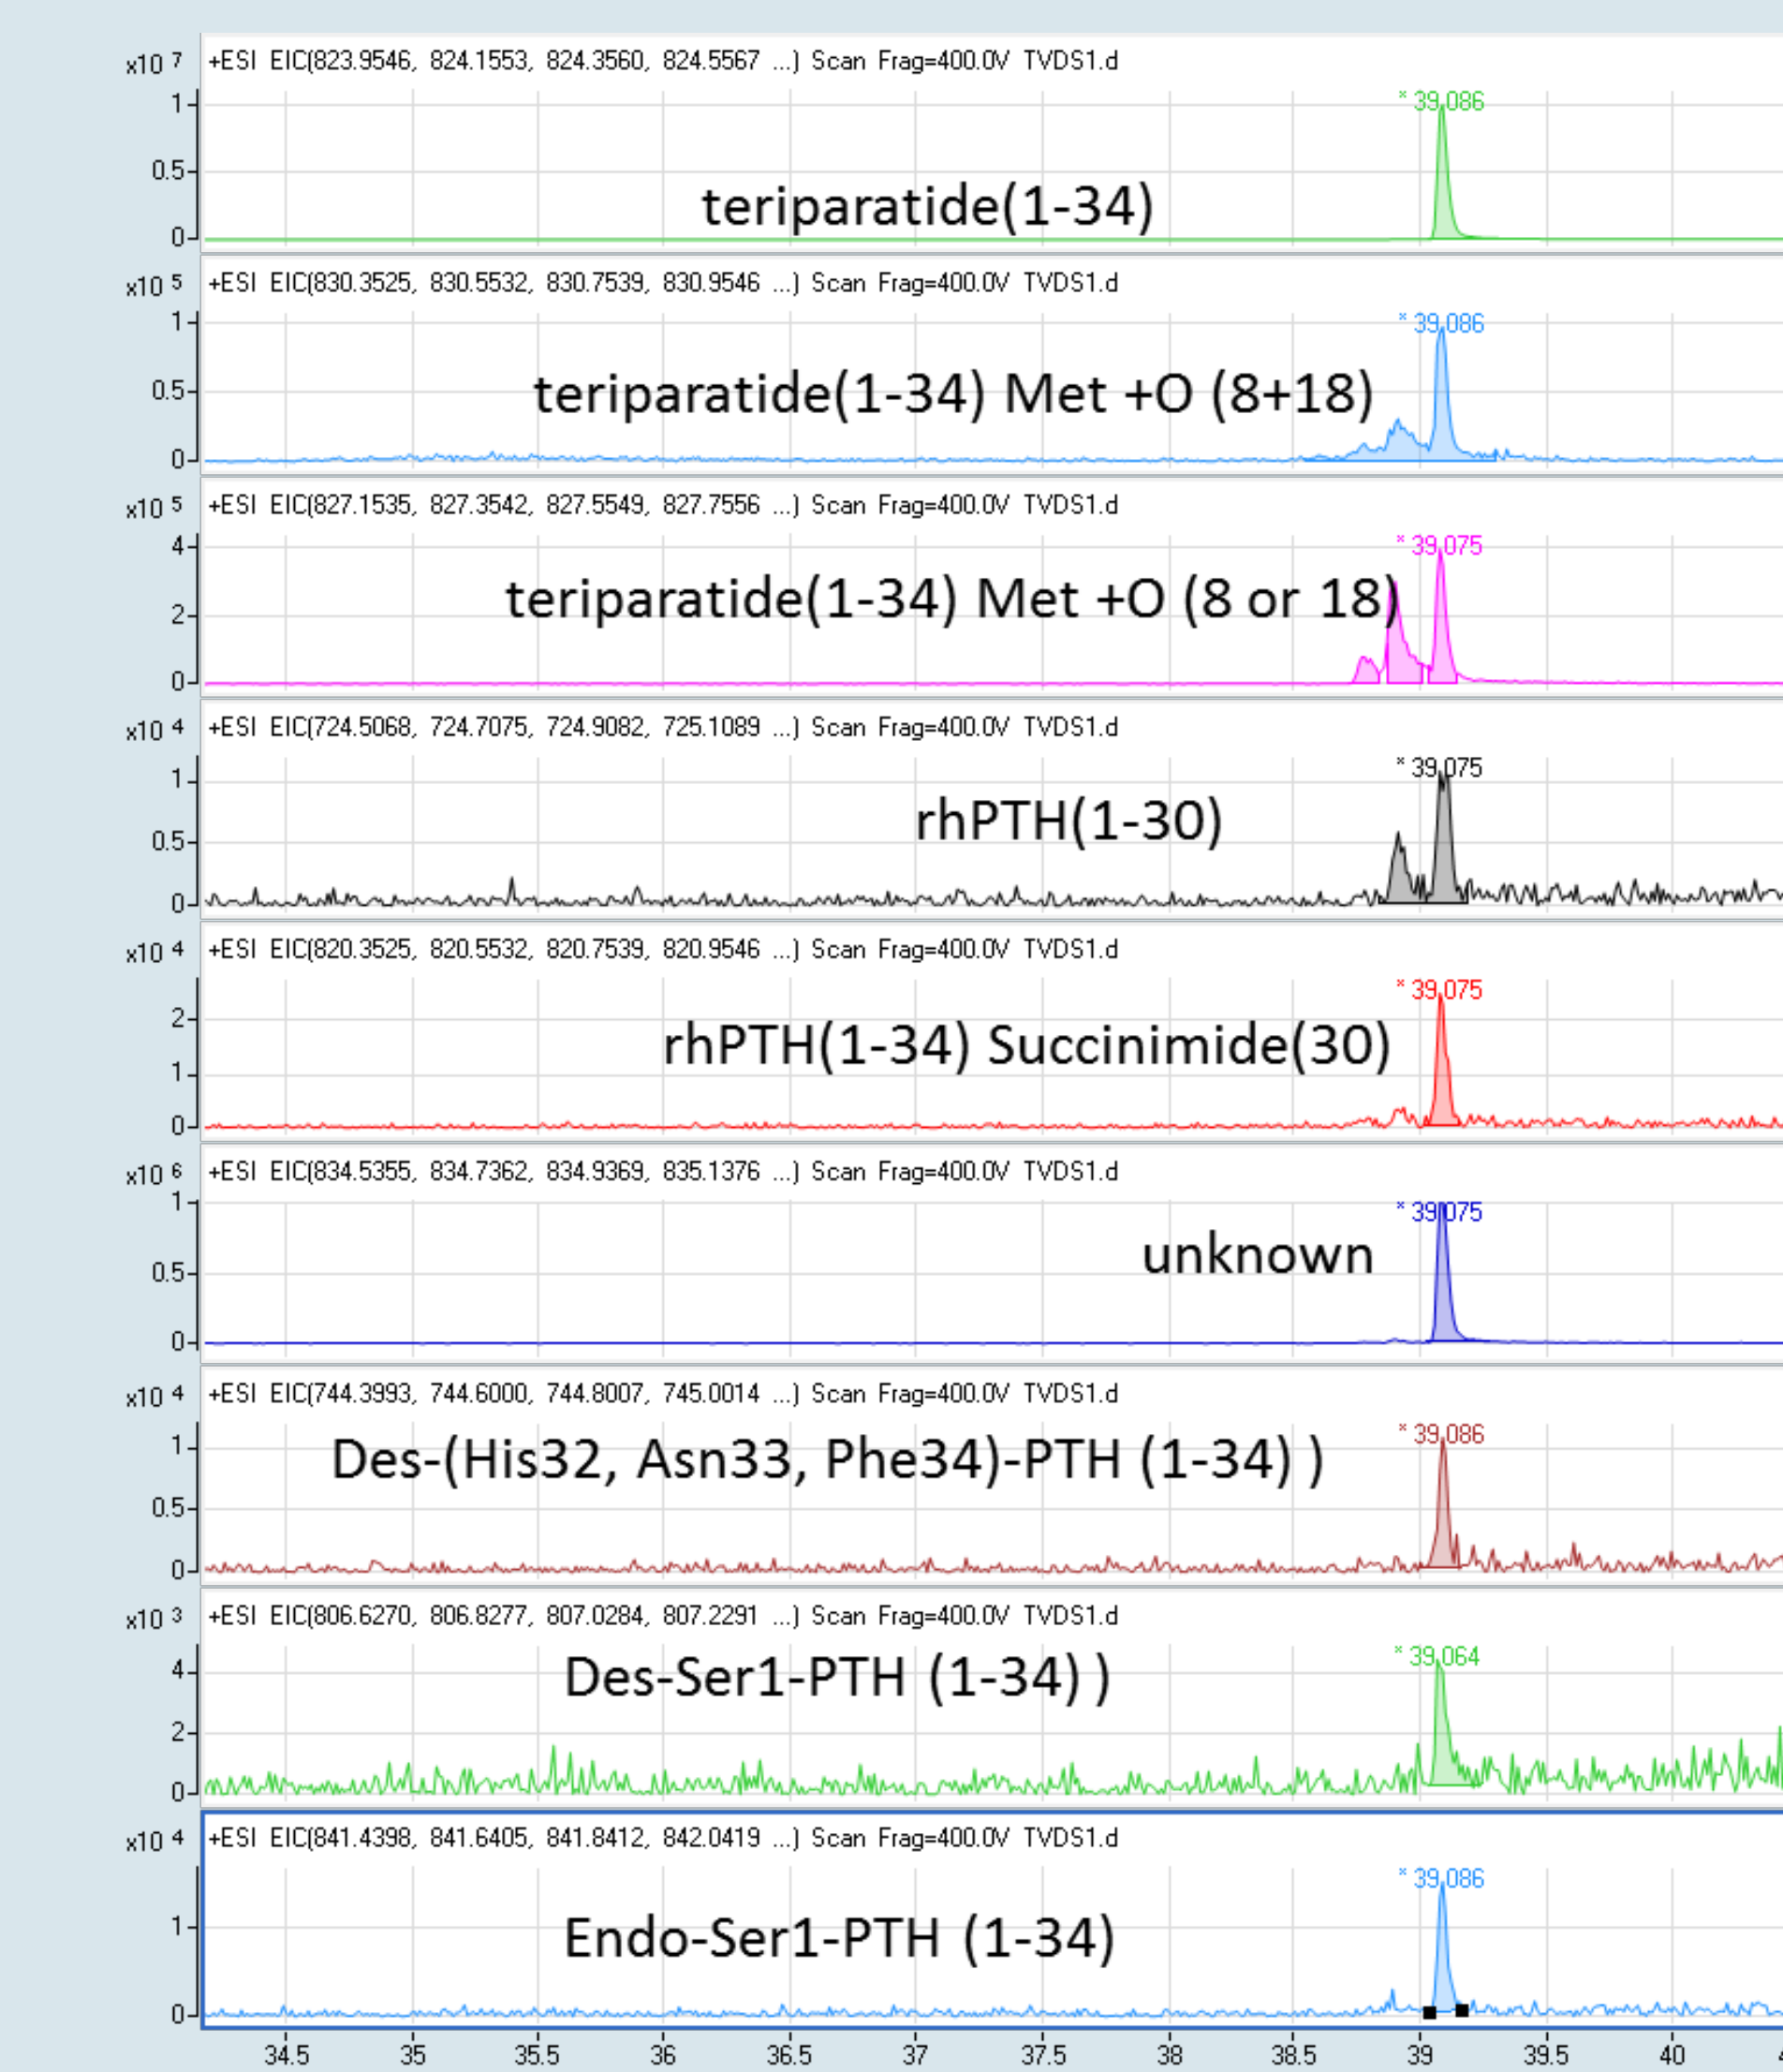 x10 7 +ESI EIC(823.9546, 824.1553, 824.3560, 824.5567 ...) Scan Frag=400.0V TVDS1.d
* 39.086
1
0.5
teriparatide(1-34)
0
x10 5 +ESI EIC(830.3525, 830.5532, 830.7539, 830.9546 ...) Scan Frag=400.0V TVDS1.d
* 39.086
1
0.5
teriparatide(1-34) Met +O (8+18)
0
x10 5 +ESI EIC(827.1535, 827.3542, 827.5549, 827.7556 ...) Scan Frag=400.0V TVDS1.d
* 39.075
4
teriparatide(1-34) Met +O (8 or 18)
2
0
x10 4 +ESI EIC(724.5068, 724.7075, 724.9082, 725.1089 ...) Scan Frag=400.0V TVDS1.d
* 39.075
1
rhPTH(1-30)
0.5
0
x10 4 +ESI EIC(820.3525, 820.5532, 820.7539, 820.9546 ...) Scan Frag=400.0V TVDS1.d
* 39.075
2
rhPTH(1-34) Succinimide(30)
1
0
x10 6 +ESI EIC(834.5355, 834.7362, 834.9369, 835.1376 ...) Scan Frag=400.0V TVDS1.d
1
* 39.075
unknown
0.5
0
x10 4 +ESI EIC(744.3993, 744.6000, 744.8007, 745.0014 ...) Scan Frag=400.0V TVDS1.d
* 39.086
1
Des-(His32, Asn33, Phe34)-PTH (1-34) )
0.5
0
x10 3 +ESI EIC(806.6270, 806.8277, 807.0284, 807.2291 ...) Scan Frag=400.0V TVDS1.d
* 39.064
4
Des-Ser1-PTH (1-34) )
2
0
x10 4 +ESI EIC(841.4398, 841.6405, 841.8412, 842.0419 ...) Scan Frag=400.0V TVDS1.d
* 39.086
1
Endo-Ser1-PTH (1-34)
0
34.5 35 35.5 36 36.5 37 37.5 38 38.5 39 39.5 40